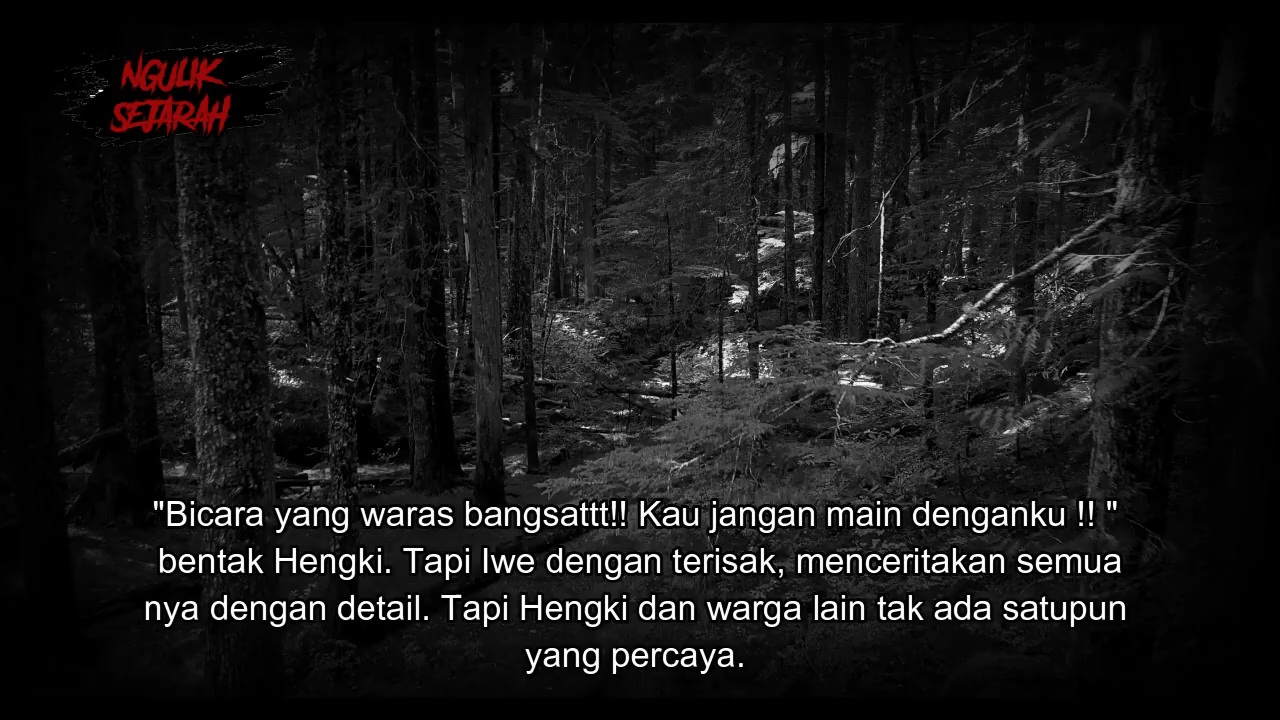 NGULIK
SEJARAH
"Bicara yang waras bangsattt!! Kau jangan main denganku !! "
bentak Hengki. Tapi Iwe dengan terisak, menceritakan semua
nya dengan detail. Tapi Hengki dan warga lain tak ada satupun
yang percaya.